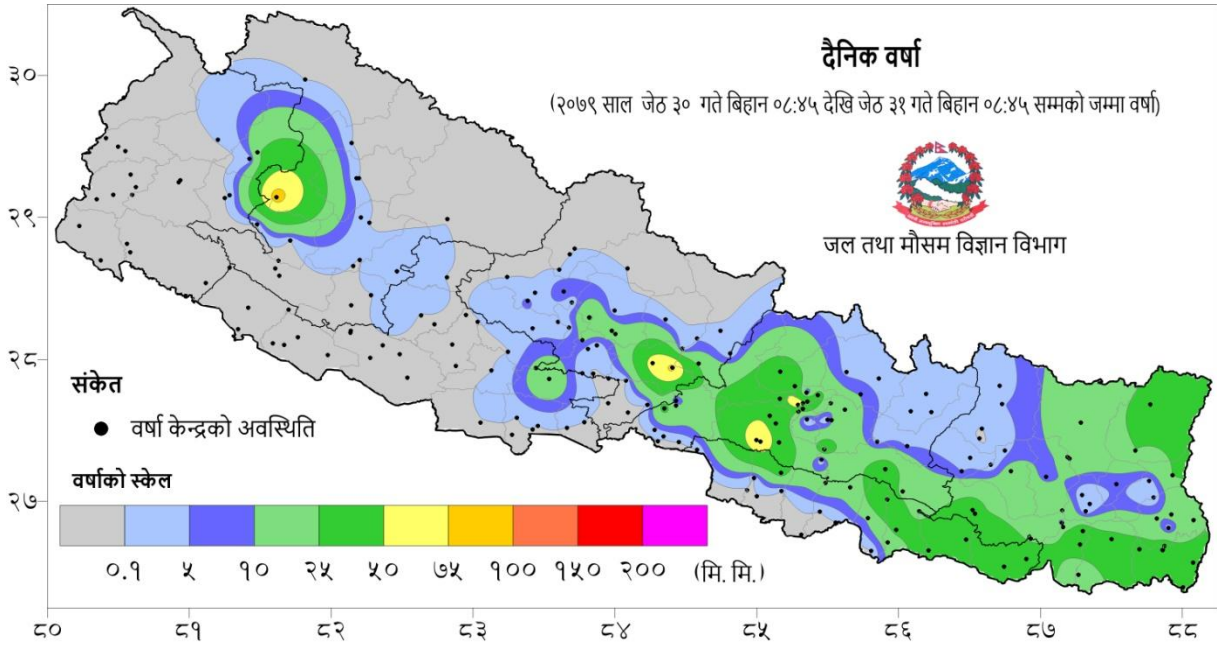 दैनिक वर्षा
(२०७९ साल जेठ ३० गते बिहान ०८:४५ देखि जेठ ३१ गते बिहान ०८:४५ सम्मको जम्मा वर्षा)
जल तथा मौसम विज्ञान विभाग
३०
२९
२८
२७
संकेत
वर्षा केन्द्रको अवस्थिति
वर्षाको स्केल
०.१ ५ १० २५ ५० ७५ १०० १५० २०० (मि. मि.)
८० ८१ ८२ ८३ ८४ ८५ ८६ ८७ ८८